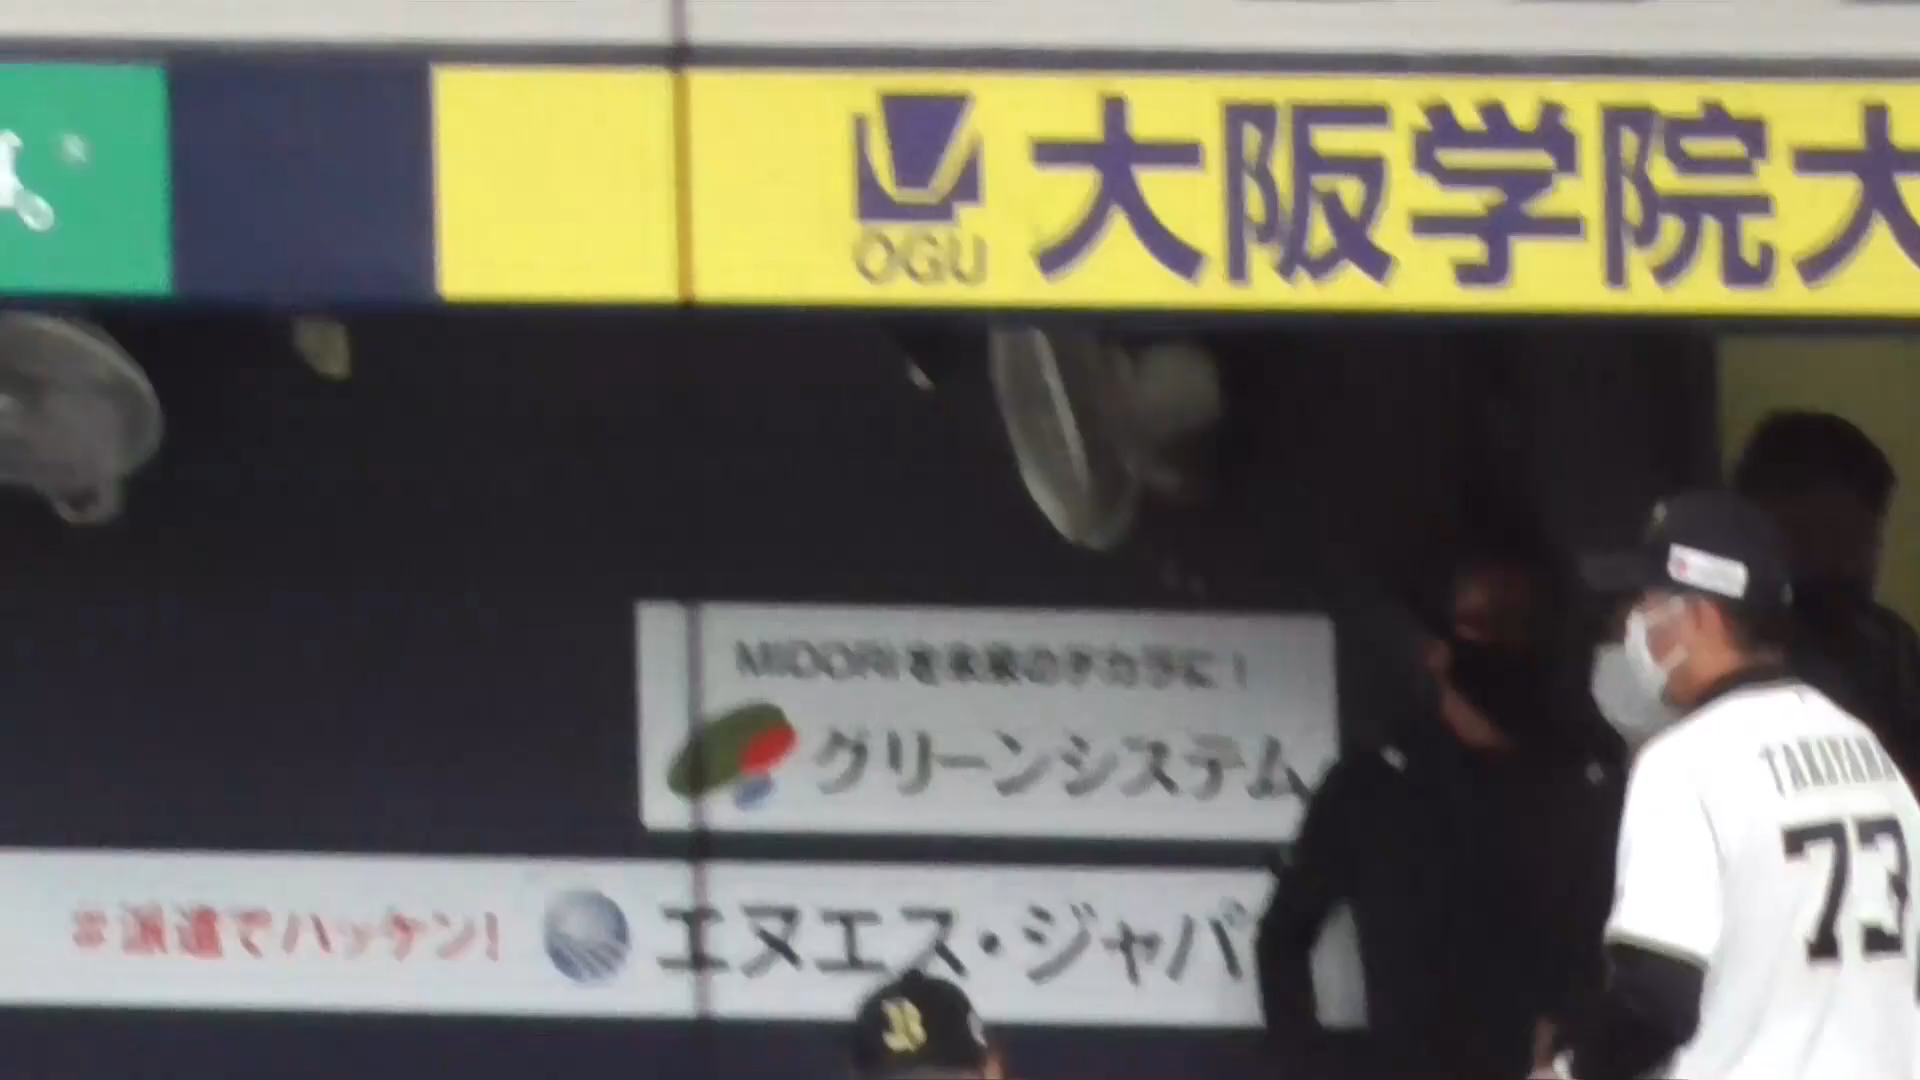 大阪学院大
OGU
MIDORIを未来のチカラに！
グリーンシステム
TAKAYAMA
73
#派遣でハッケン!
エヌエス・ジャパ
B